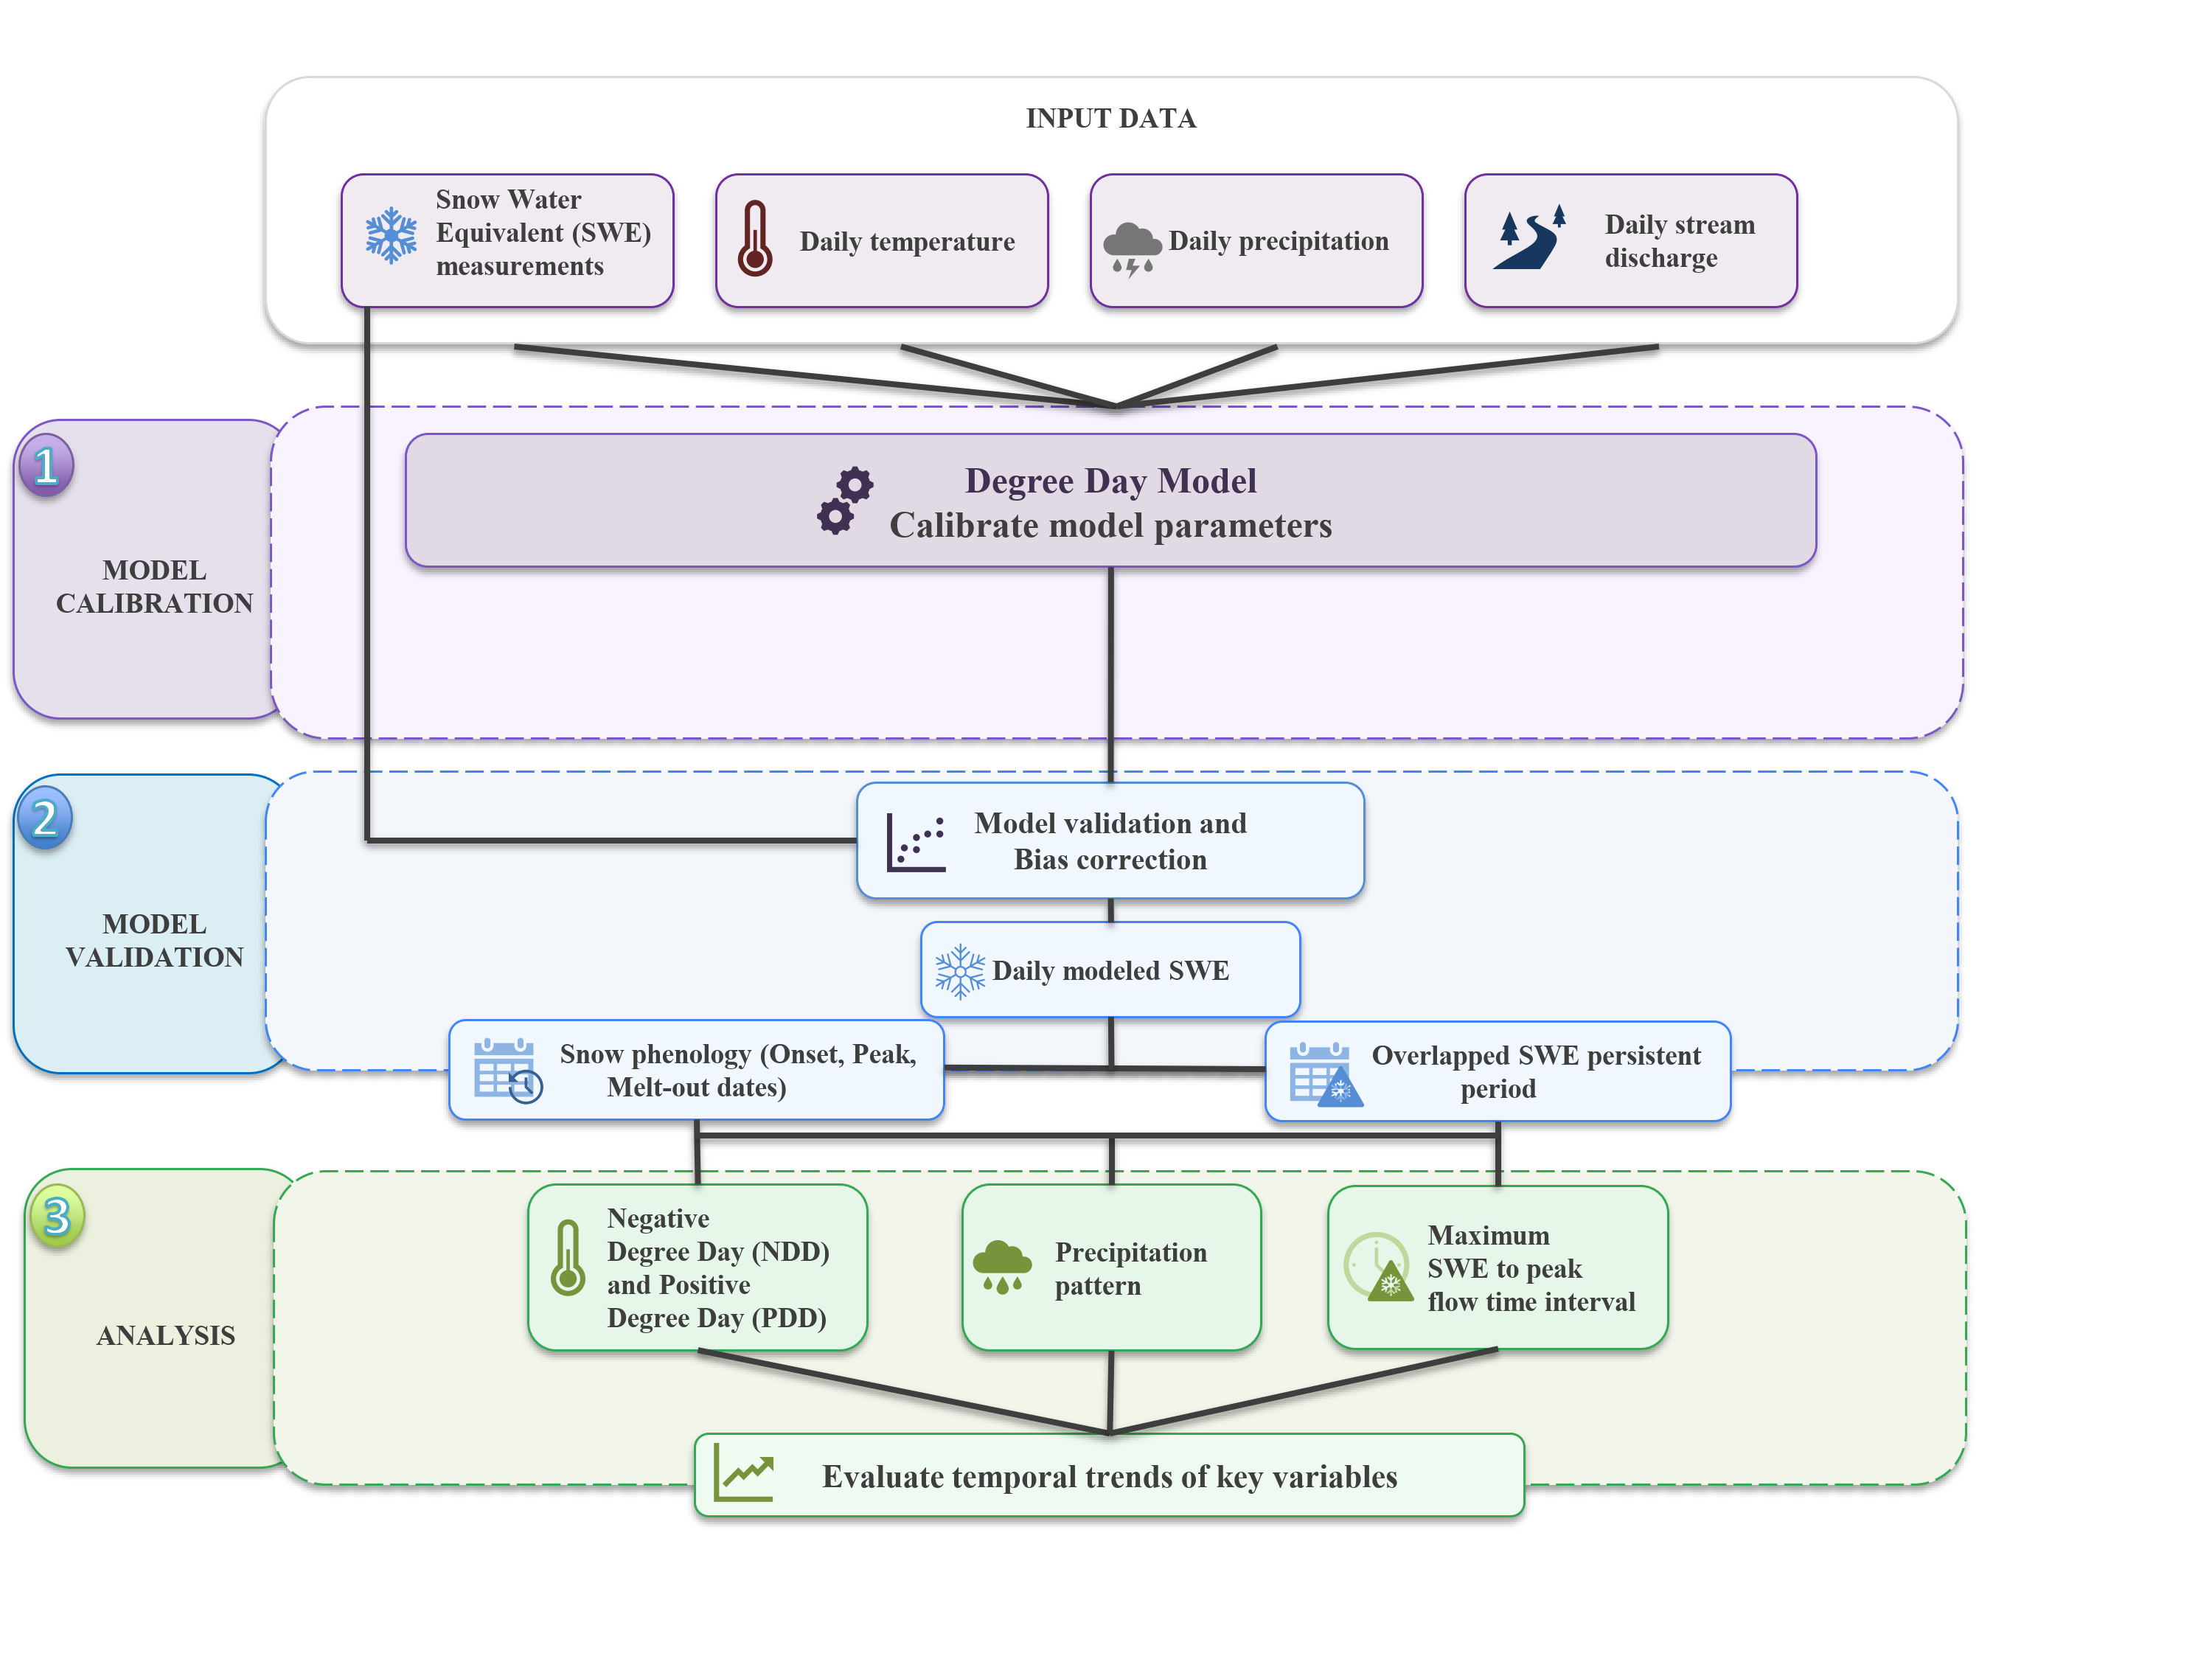 INPUT DATA
Snow Water
Equivalent (SWE)
measurements
Daily temperature
Daily precipitation
Daily stream
discharge
1
MODEL
CALIBRATION
Degree Day Model
Calibrate model parameters
2
MODEL
VALIDATION
Model validation and
Bias correction
Daily modeled SWE
Snow phenology (Onset, Peak,
Melt-out dates)
Overlapped SWE persistent
period
3
ANALYSIS
Negative
Degree Day (NDD)
and Positive
Degree Day (PDD)
Precipitation
pattern
Maximum
SWE to peak
flow time interval
Evaluate temporal trends of key variables